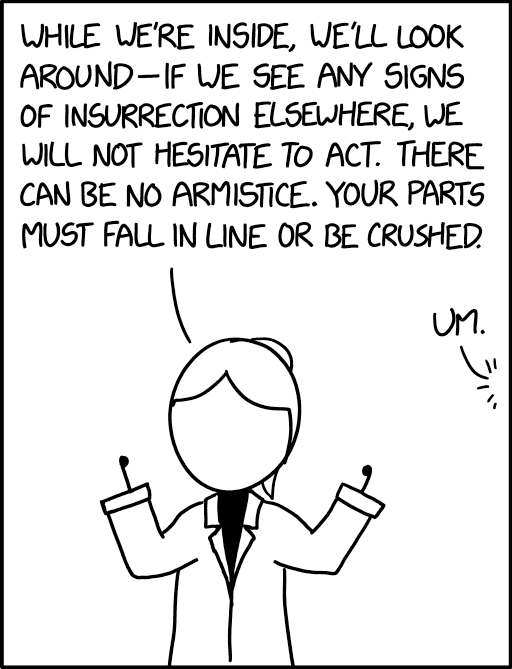 WHILE WE'RE INSIDE, WE'LL LOOK
AROUND—IF WE SEE ANY SIGNS
OF INSURRECTION ELSEWHERE, WE
WILL NOT HESITATE TO ACT. THERE
CAN BE NO ARMISTICE. YOUR PARTS
MUST FALL IN LINE OR BE CRUSHED.
UM.